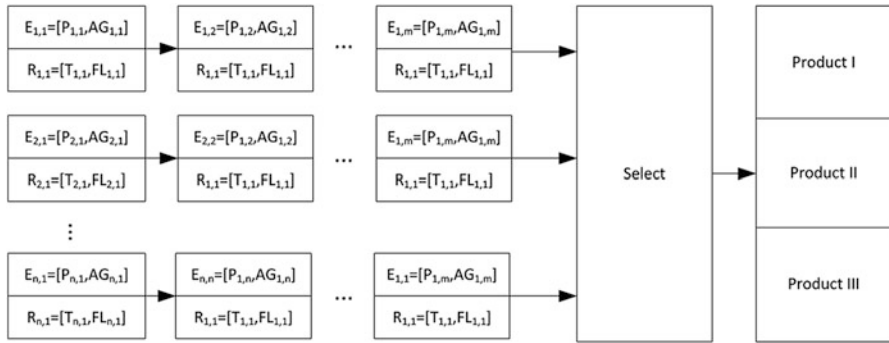 E1,1=[P1,1,AG1,1]
R1,1=[T1,1,FL1,1]
E1,2=[P1,2,AG1,2]
R1,1=[T1,1,FL1,1]
...
E1,m=[P1,m,AG1,m]
R1,1=[T1,1,FL1,1]
E2,1=[P2,1,AG2,1]
R2,1=[T2,1,FL2,1]
E2,2=[P1,2,AG1,2]
R1,1=[T1,1,FL1,1]
...
E1,m=[P1,m,AG1,m]
R1,1=[T1,1,FL1,1]
⋮
En,1=[Pn,1,AGn,1]
Rn,1=[Tn,1,FLn,1]
En,n=[P1,n,AG1,n]
R1,1=[T1,1,FL1,1]
...
E1,1=[P1,m,AG1,m]
R1,1=[T1,1,FL1,1]
Select
Product I
Product II
Product III